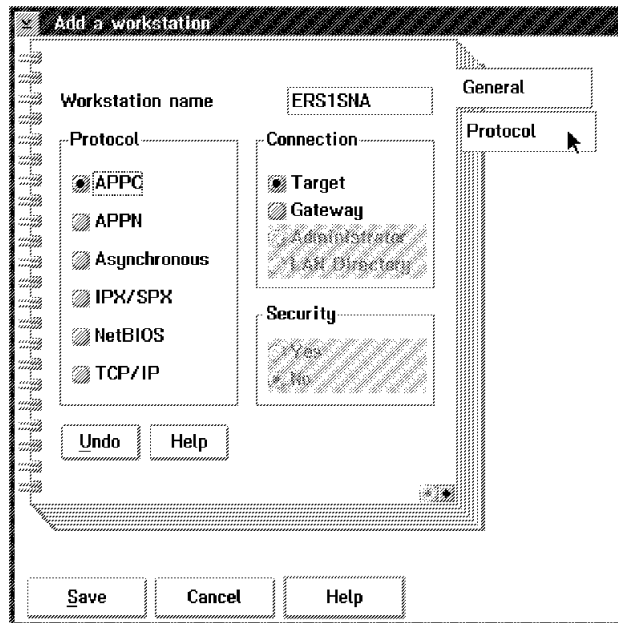 Add a workstation
General
Protocol
Workstation name ERS1SNA
Protocol
APPC
APPN
Asynchronous
IPX/SPX
NetBIOS
TCP/IP
Connection
Target
Gateway
Administrator
LAN Directory
Security
Yes
No
Undo Help
Save Cancel Help